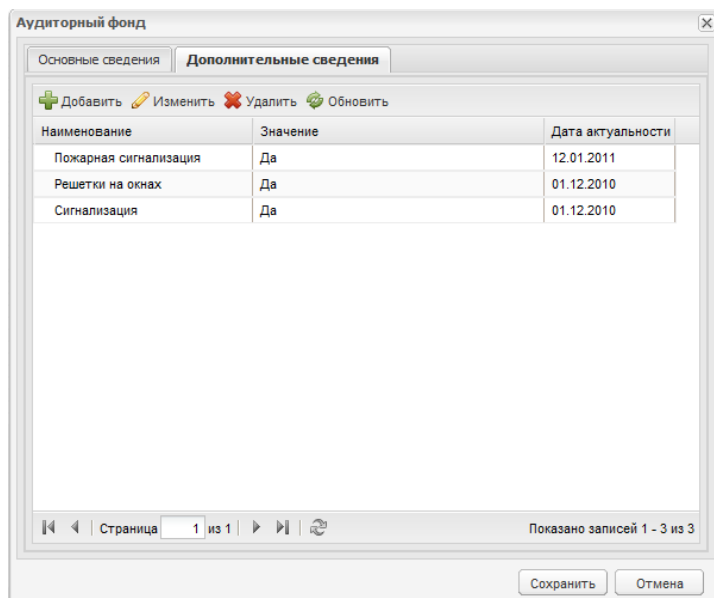 Аудиторный фонд
Основные сведения Дополнительные сведения
Добавить Изменить Удалить Обновить
Наименование Значение Дата актуальности
Пожарная сигнализация Да 12.01.2011
Решетки на окнах Да 01.12.2010
Сигнализация Да 01.12.2010
Страница 1 из 1 Показано записей 1 - 3 из 3
Сохранить Отмена